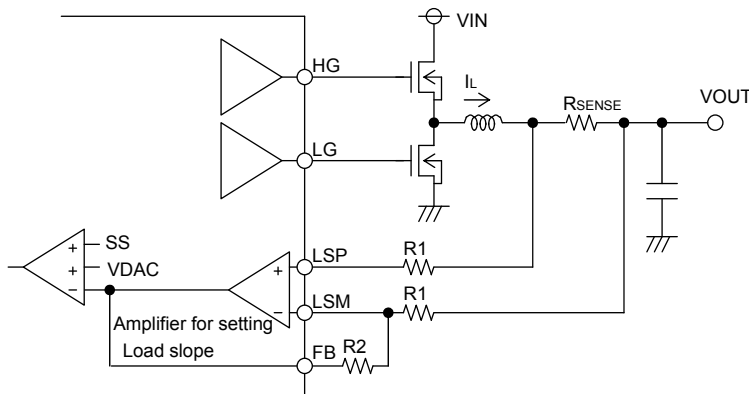 VIN
HG
IL
RSENSE
VOUT
LG
SS
VDAC
+
+
−
LSP
R1
+
LSM
R1
−
Amplifier for setting
Load slope
FB
R2